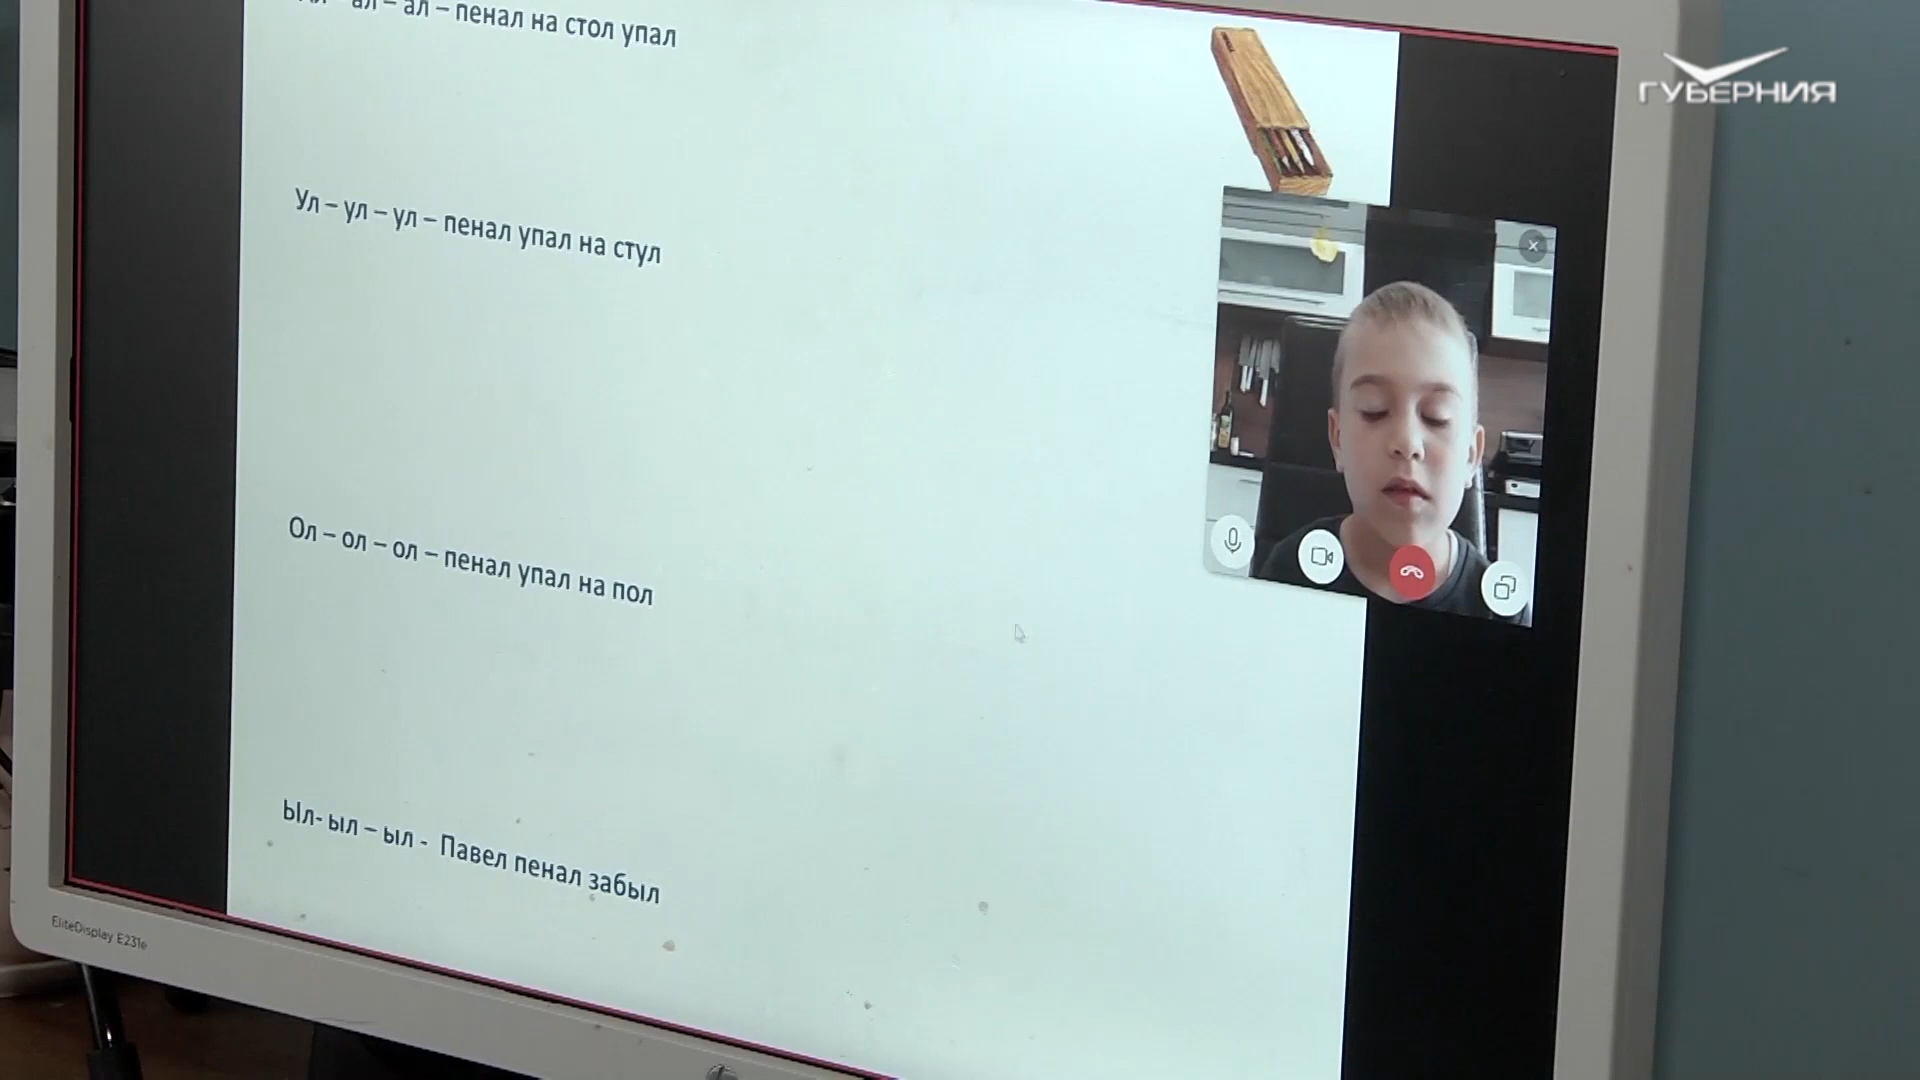 ал – ал – пенал на стол упал
ГУБЕРНИЯ
Ул – ул – ул – пенал упал на стул
Ол – ол – ол – пенал упал на пол
Ыл- ыл – ыл - Павел пенал забыл
EliteDisplay E231e